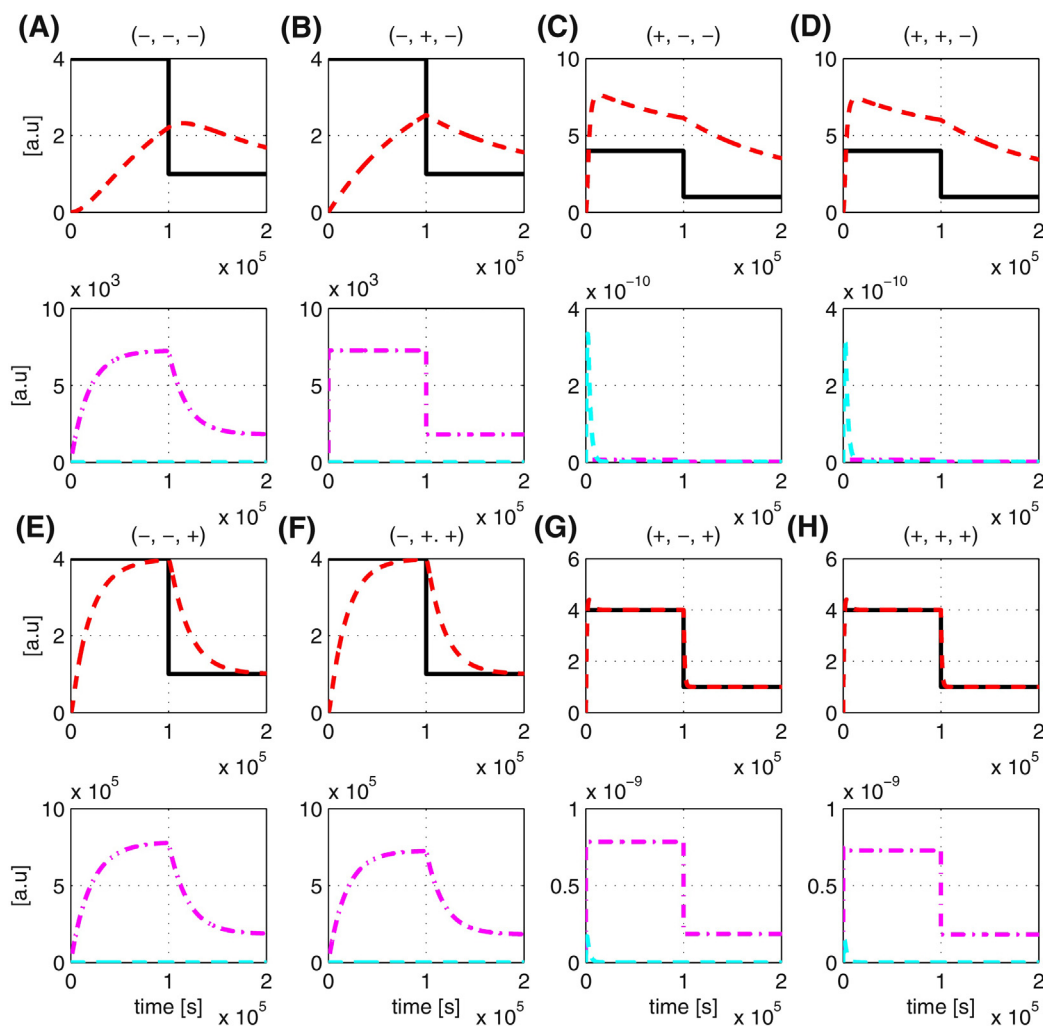 (A) (−, −, −) (B) (−, +, −) (C) (+, −, −) (D) (+, +, −)
4 4 10 10
[a.u] 2 2 5 5
0 0 0 0
0 1 2 0 1 2 0 1 2 0 1 2
x 10^5 x 10^5 x 10^5 x 10^5
x 10^3 x 10^3 x 10^−10 x 10^−10
10 10 4 4
[a.u] 5 5 2 2
0 0 0 0
0 1 2 0 1 2 0 1 2 0 1 2
x 10^5 x 10^5 x 10^5 x 10^5
(E) (−, −, +) (F) (−, +. +) (G) (+, −, +) (H) (+, +, +)
4 4 6 6
[a.u] 4 4
2 2 2 2
0 0 0 0
0 1 2 0 1 2 0 1 2 0 1 2
x 10^5 x 10^5 x 10^5 x 10^5
x 10^5 x 10^5 x 10^−9 x 10^−9
10 10 1 1
[a.u] 5 5 0.5 0.5
0 0 0 0
0 1 2 0 1 2 0 1 2 0 1 2
time [s] time [s] time [s] time [s]
x 10^5 x 10^5 x 10^5 x 10^5